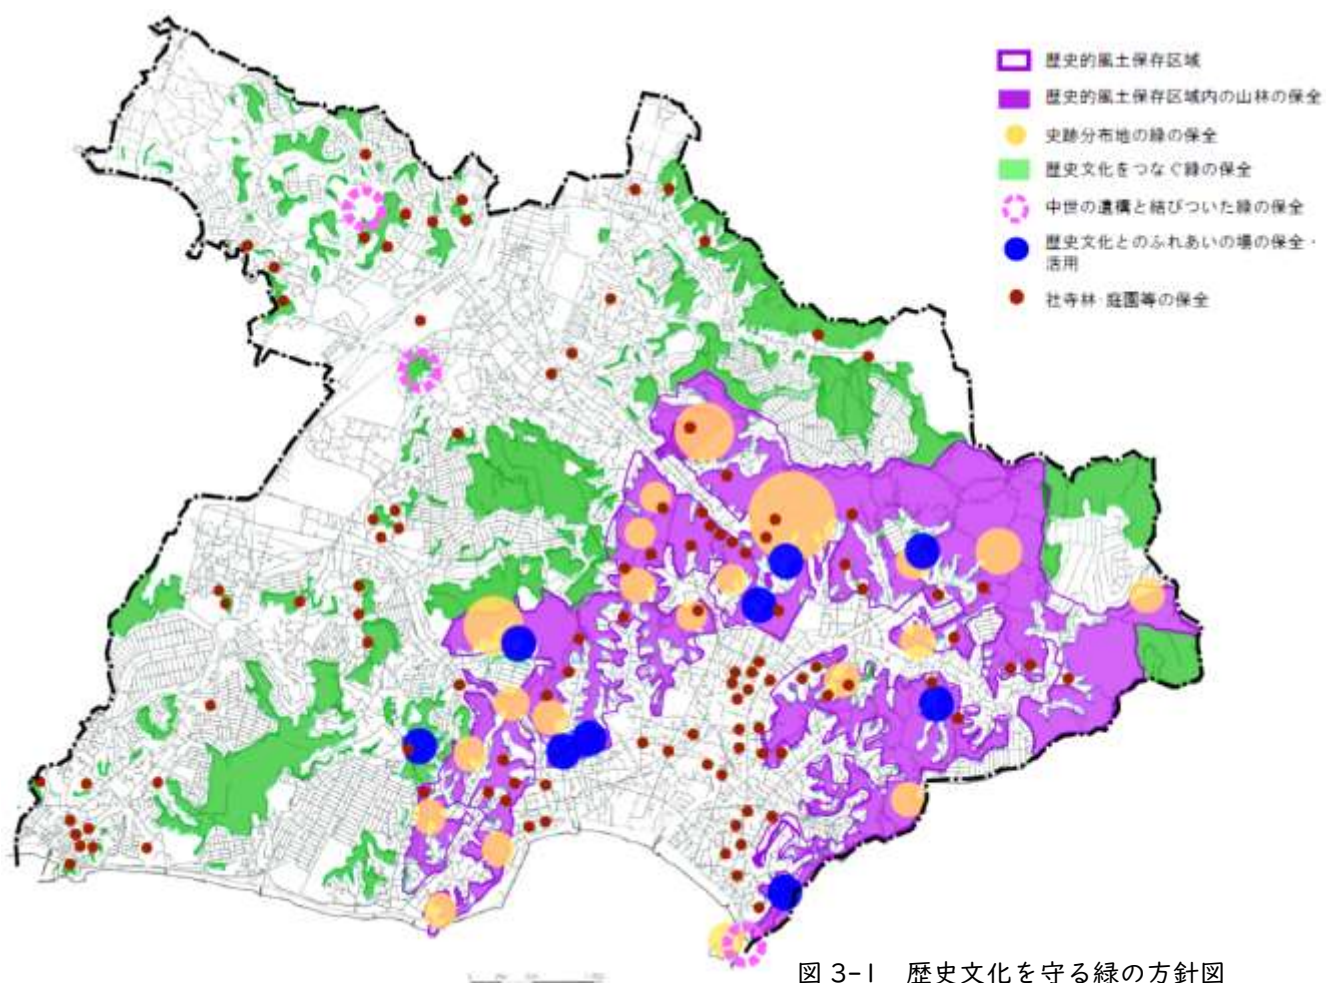 歴史的風土保存区域
歴史的風土保存区域内の山林の保全
史跡分布地の緑の保全
歴史文化をつなぐ緑の保全
中世の遺構と結びついた緑の保全
歴史文化とのふれあいの場の保全・
活用
社寺林・庭園等の保全
図 3-1　歴史文化を守る緑の方針図